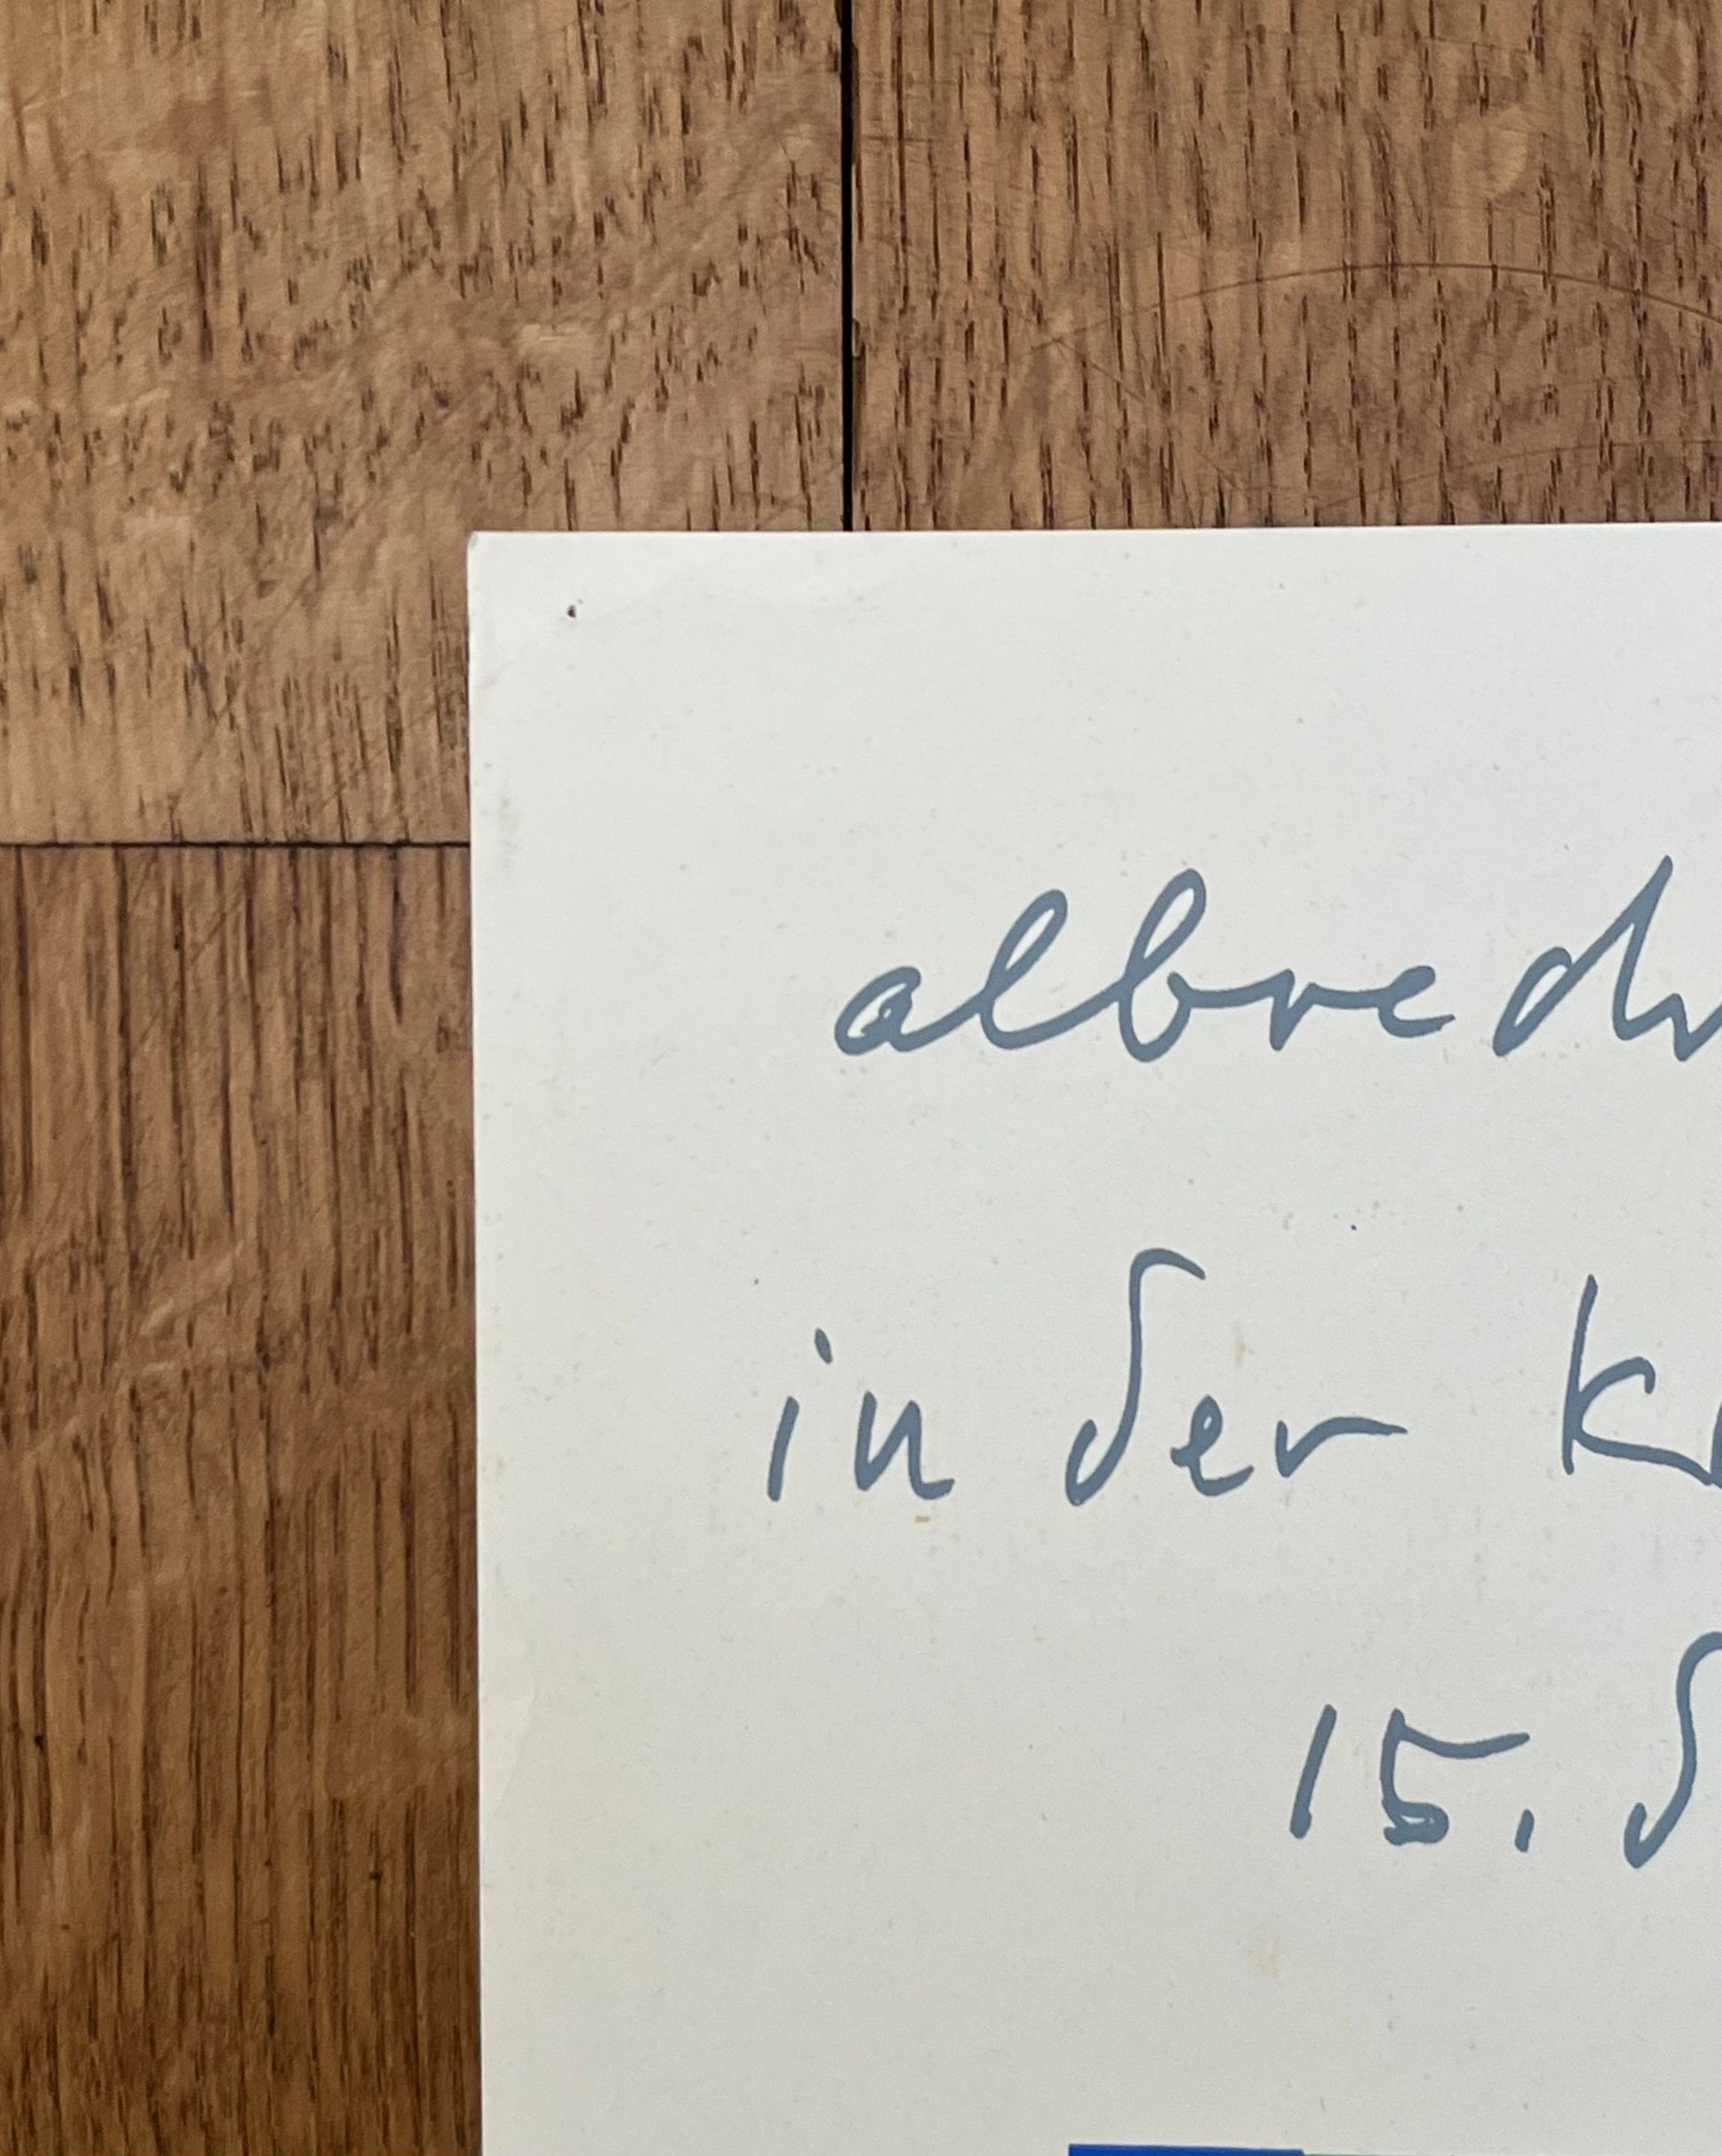 albrech
in der k
15. d